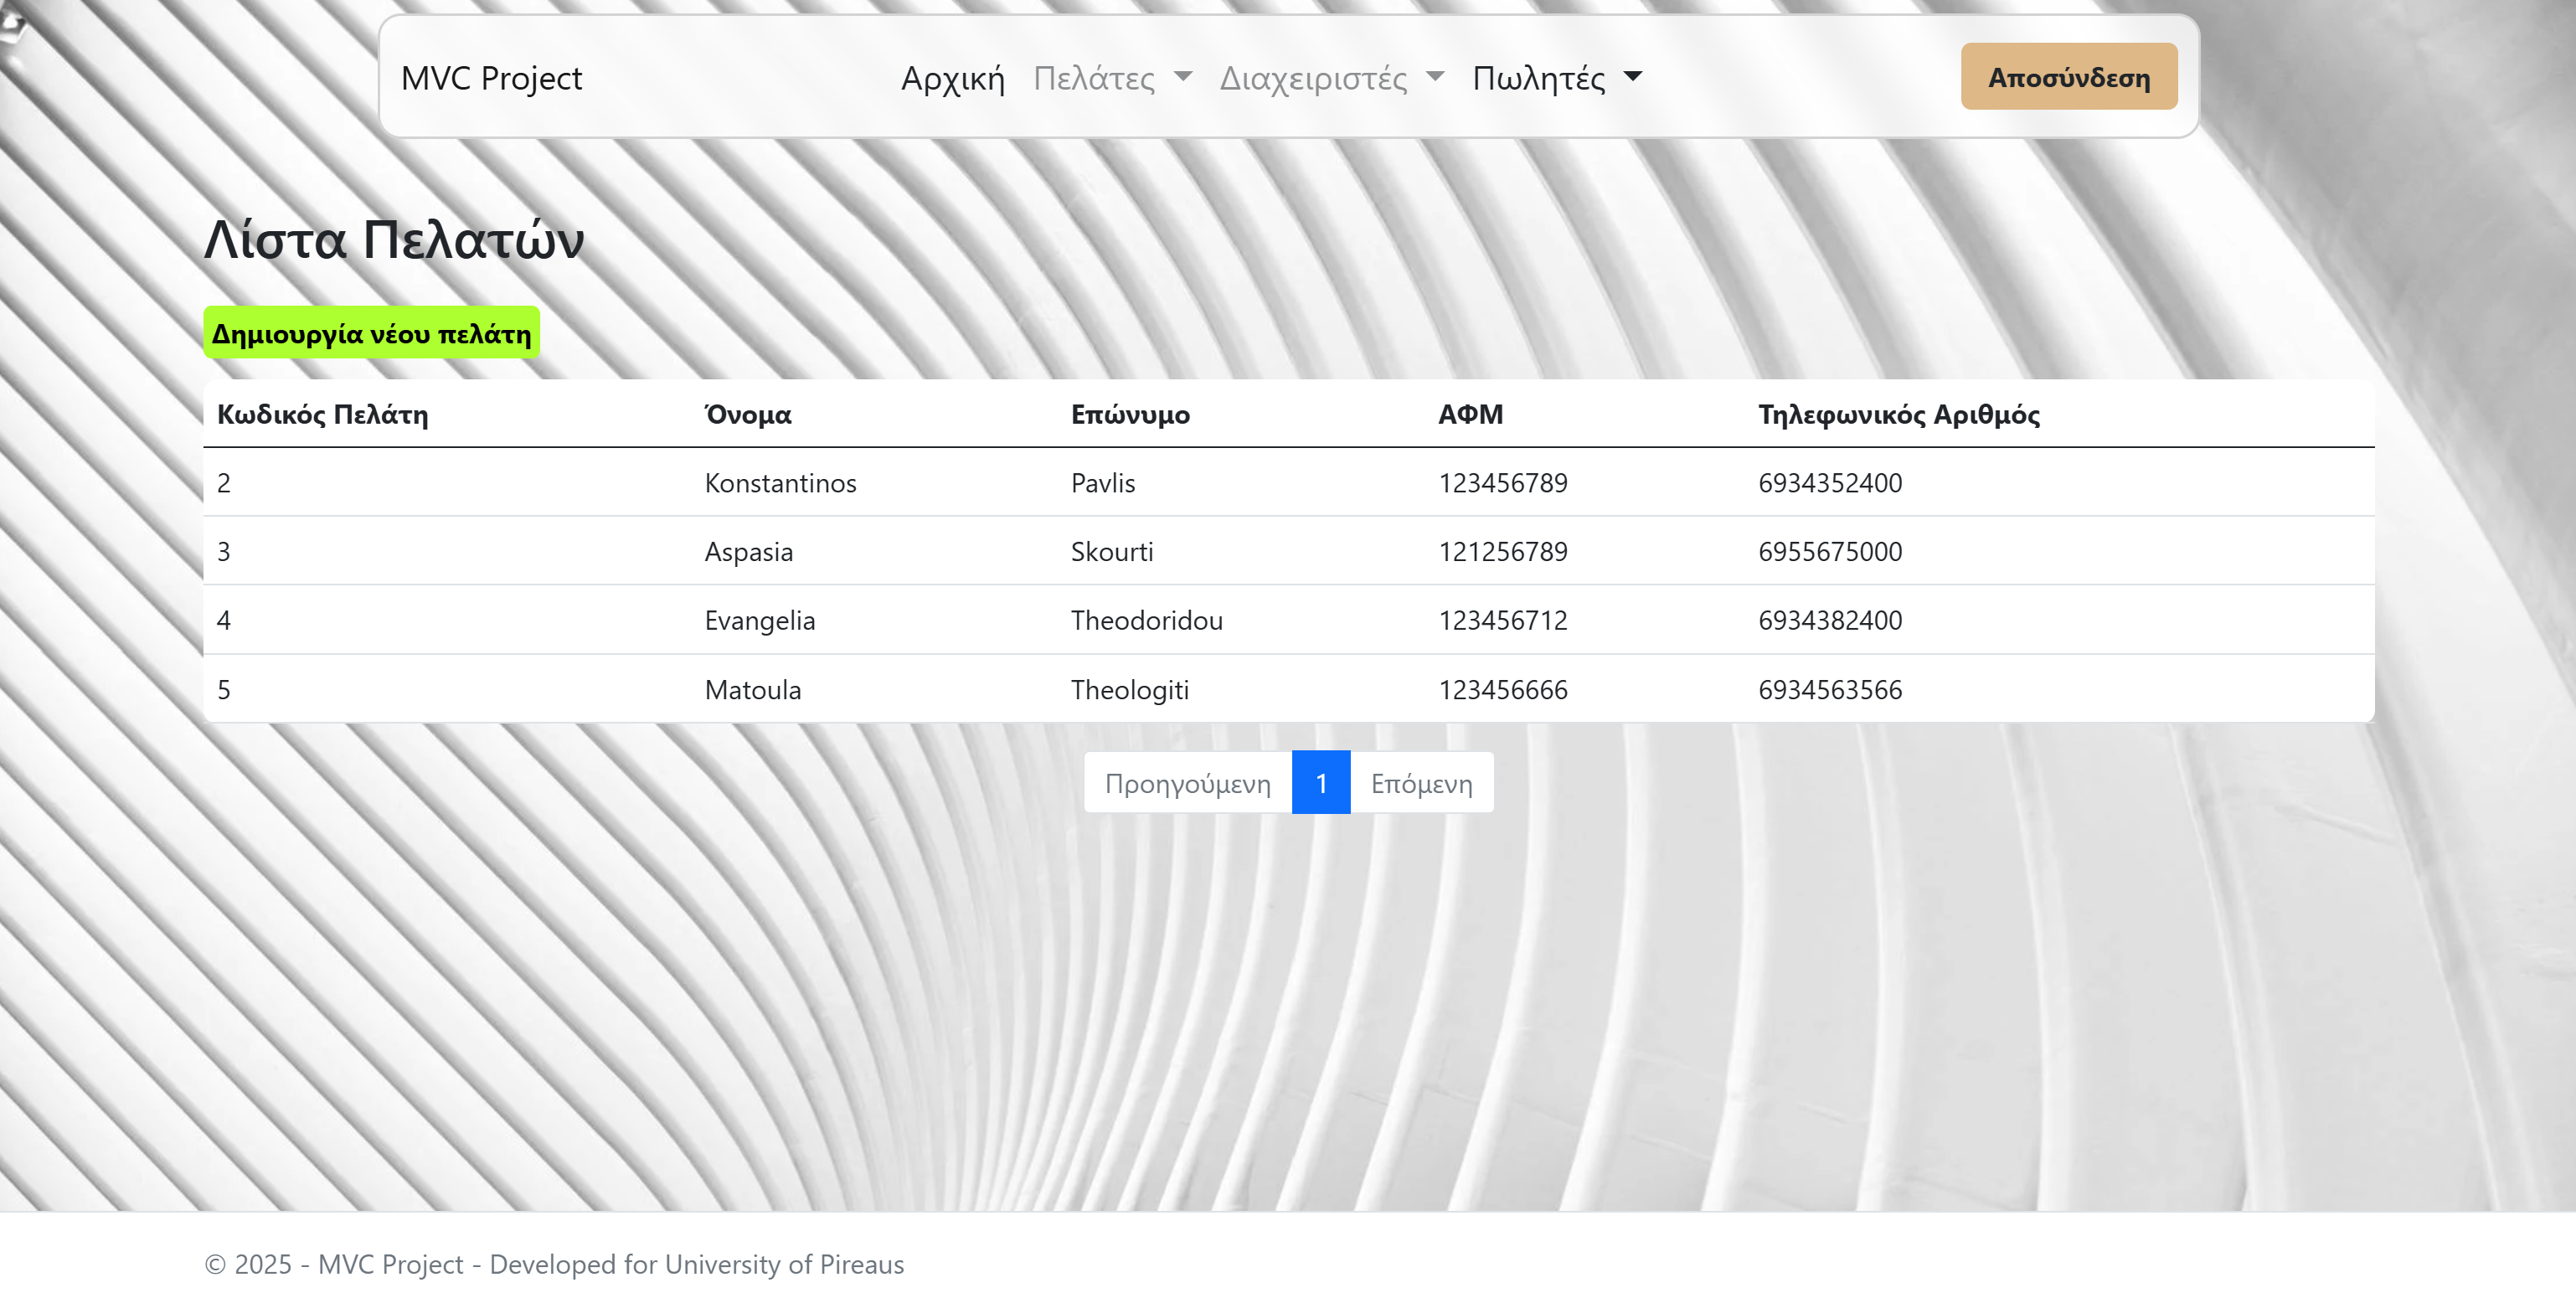 MVC Project Αρχική Πελάτες Διαχειριστές Πωλητές Αποσύνδεση
Λίστα Πελατών
Δημιουργία νέου πελάτη
Κωδικός Πελάτη Όνομα Επώνυμο ΑΦΜ Τηλεφωνικός Αριθμός
2 Konstantinos Pavlis 123456789 6934352400
3 Aspasia Skourti 121256789 6955675000
4 Evangelia Theodoridou 123456712 6934382400
5 Matoula Theologiti 123456666 6934563566
Προηγούμενη 1 Επόμενη
© 2025 - MVC Project - Developed for University of Pireaus